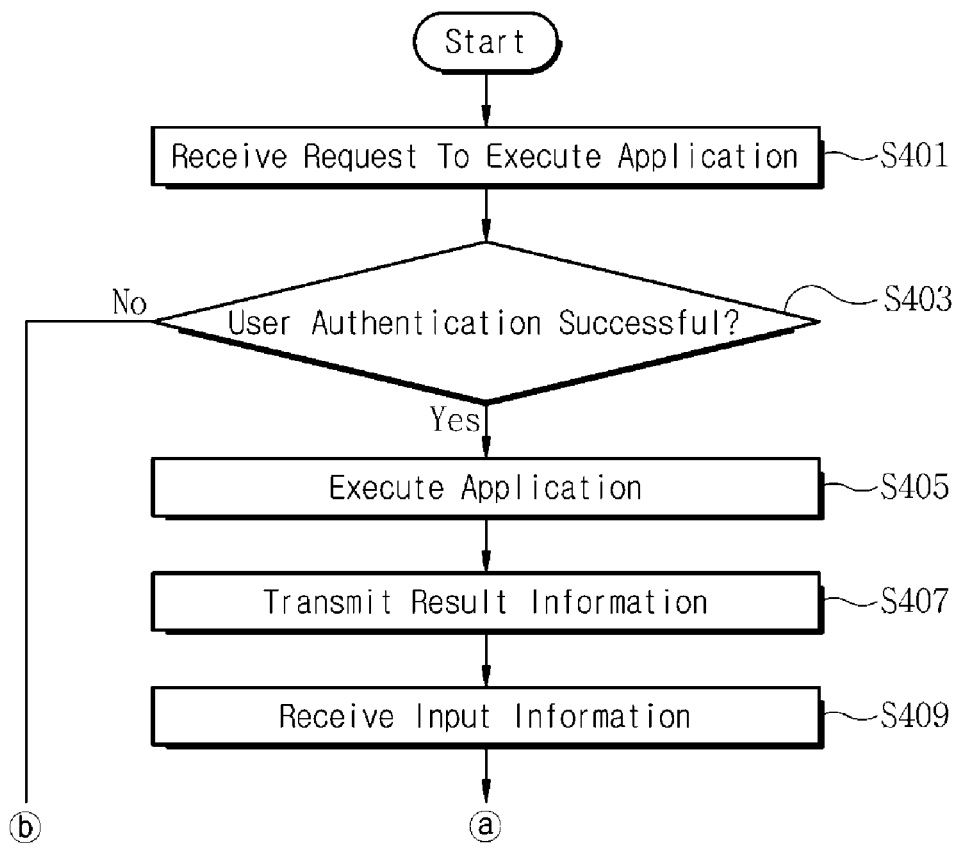 Start
Receive Request To Execute Application
S401
No
User Authentication Successful?
S403
Yes
Execute Application
S405
Transmit Result Information
S407
Receive Input Information
S409
ⓑ
ⓐ